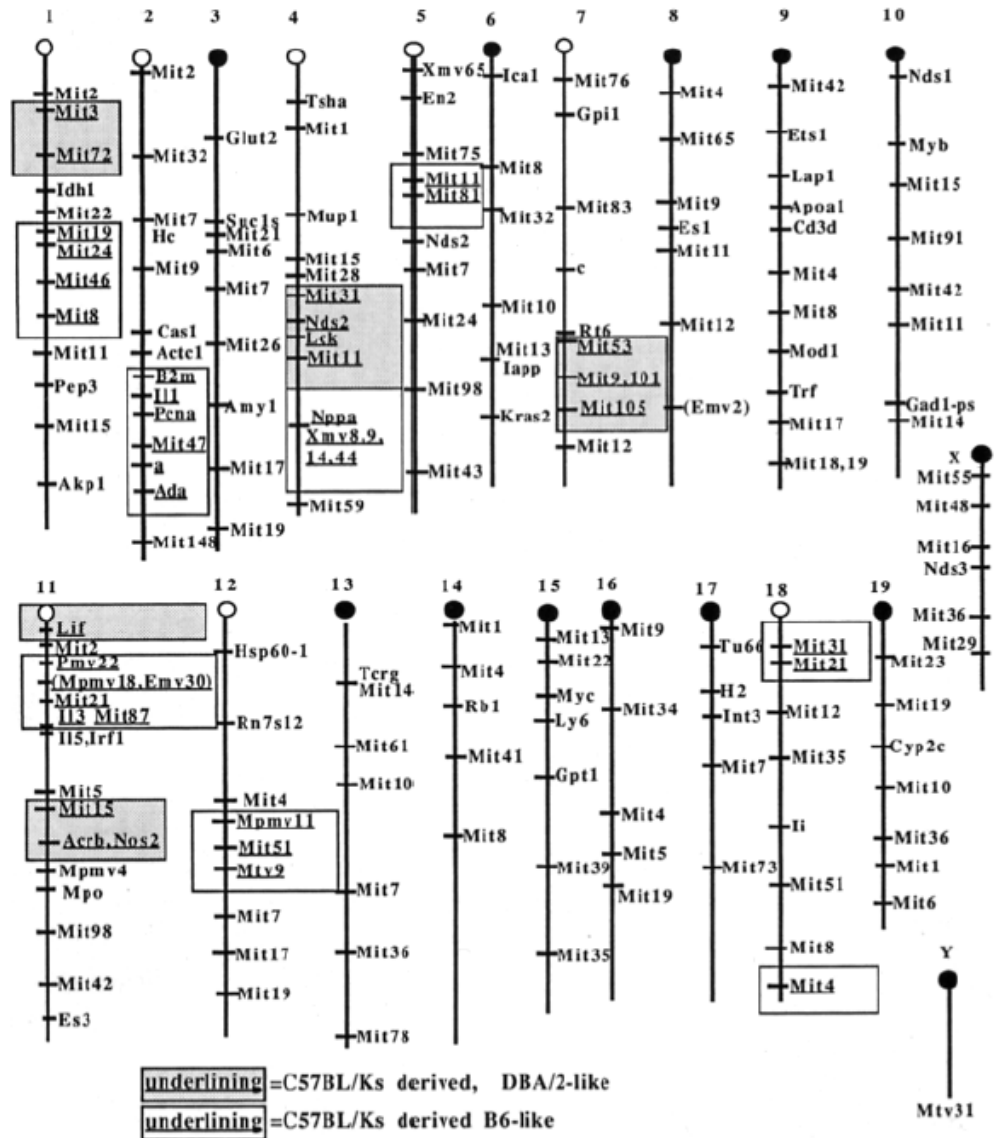 1 2 3 4 5 6 7 8 9 10
Mit2
Mit3
Mit72
Idh1
Mit22
Mit19
Mit24
Mit46
Mit8
Mit11
Pep3
Mit15
Akp1
Mit2
Mit32
Mit7
Hc
Mit9
Cas1
Actc1
B2m
Il1
Pcna
Mit47
a
Ada
Mit148
Glut2
Suc1s
Mit21
Mit6
Mit7
Mit26
Amy1
Mit17
Mit19
Tsha
Mit1
Mup1
Mit15
Mit28
Mit31
Nds2
Lck
Mit11
Nppa
Xmv8,9,
14,44
Mit59
Xmv65
En2
Mit75
Mit11
Mit81
Nds2
Mit7
Mit24
Mit98
Mit43
Ica1
Mit8
Mit32
Mit10
Mit13
Iapp
Kras2
Mit76
Gpi1
Mit83
c
Rt6
Mit53
Mit9,101
Mit105
Mit12
Mit4
Mit65
Mit9
Es1
Mit11
Mit12
(Emv2)
Mit42
Ets1
Lap1
Apoa1
Cd3d
Mit4
Mit8
Mod1
Trf
Mit17
Mit18,19
Nds1
Myb
Mit15
Mit91
Mit42
Mit11
Gad1-ps
Mit14
X
Mit55
Mit48
Mit16
Nds3
Mit36
Mit29
11 12 13 14 15 16 17 18 19
Lif
Mit2
Pmv22
(Mpmv18,Emv30)
Mit21
Il3 Mit87
Il5,Irf1
Mit5
Mit15
Acrb,Nos2
Mpmv4
Mpo
Mit98
Mit42
Es3
Hsp60-1
Rn7s12
Mit4
Mpmv11
Mit51
Mtv9
Mit7
Mit17
Mit19
Tcrg
Mit14
Mit61
Mit10
Mit7
Mit36
Mit78
Mit1
Mit4
Rb1
Mit41
Mit8
Mit13
Mit22
Myc
Ly6
Gpt1
Mit39
Mit35
Mit9
Mit34
Mit4
Mit5
Mit19
Tu66
H2
Int3
Mit7
Mit73
Mit31
Mit21
Mit12
Mit35
Ii
Mit51
Mit8
Mit4
Mit23
Mit19
Cyp2c
Mit10
Mit36
Mit1
Mit6
Y
Mtv31
underlining =C57BL/Ks derived, DBA/2-like
underlining =C57BL/Ks derived B6-like